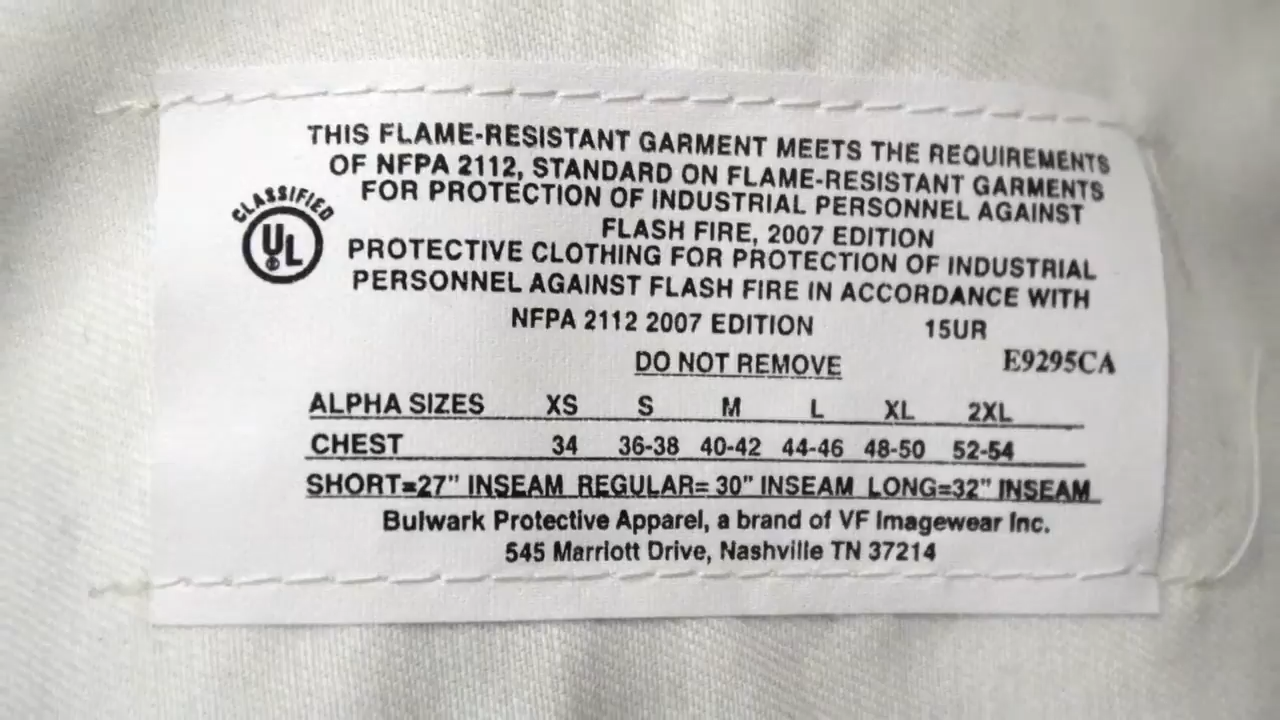 THIS FLAME-RESISTANT GARMENT MEETS THE REQUIREMENTS
OF NFPA 2112, STANDARD ON FLAME-RESISTANT GARMENTS
FOR PROTECTION OF INDUSTRIAL PERSONNEL AGAINST
FLASH FIRE, 2007 EDITION
CLASSIFIED
UL
PROTECTIVE CLOTHING FOR PROTECTION OF INDUSTRIAL
PERSONNEL AGAINST FLASH FIRE IN ACCORDANCE WITH
NFPA 2112 2007 EDITION 15UR
DO NOT REMOVE E9295CA
ALPHA SIZES XS S M L XL 2XL
CHEST 34 36-38 40-42 44-46 48-50 52-54
SHORT=27" INSEAM REGULAR= 30" INSEAM LONG=32" INSEAM
Bulwark Protective Apparel, a brand of VF Imagewear Inc.
545 Marriott Drive, Nashville TN 37214